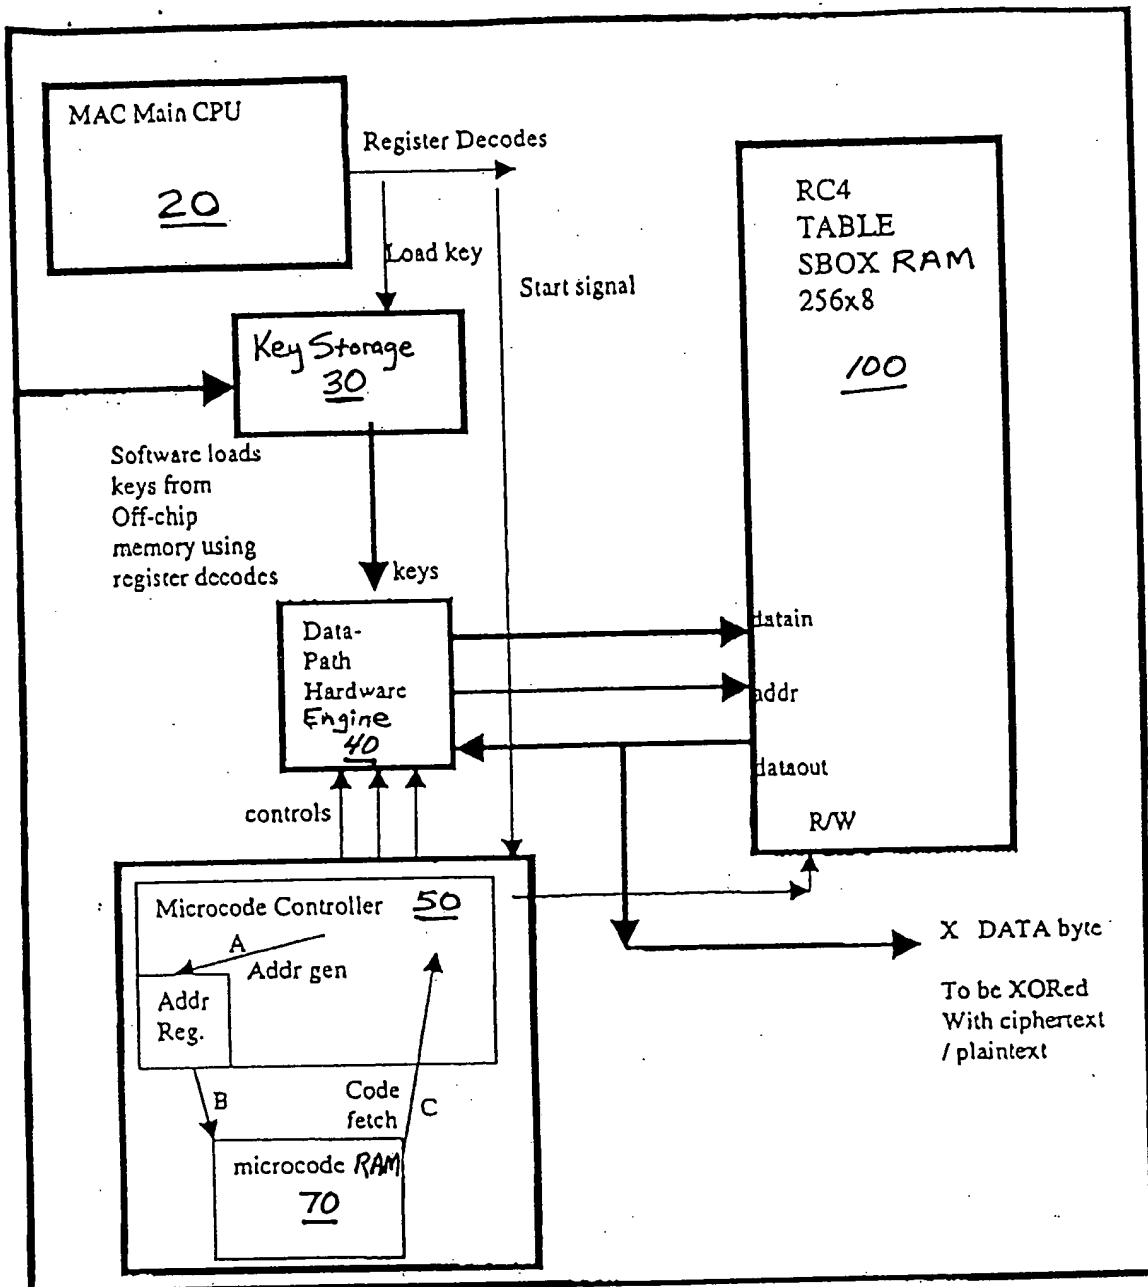 MAC Main CPU
20
Register Decodes
Load key
Start signal
RC4
TABLE
SBOX RAM
256x8
100
Key Storage
30
Software loads
keys from
Off-chip
memory using
register decodes
keys
Data-
Path
Hardware
Engine
40
datain
addr
dataout
R/W
controls
Microcode Controller 50
A
Addr gen
Addr
Reg.
B
Code
fetch
C
microcode RAM
70
X DATA byte
To be XORed
With ciphertext
/ plaintext